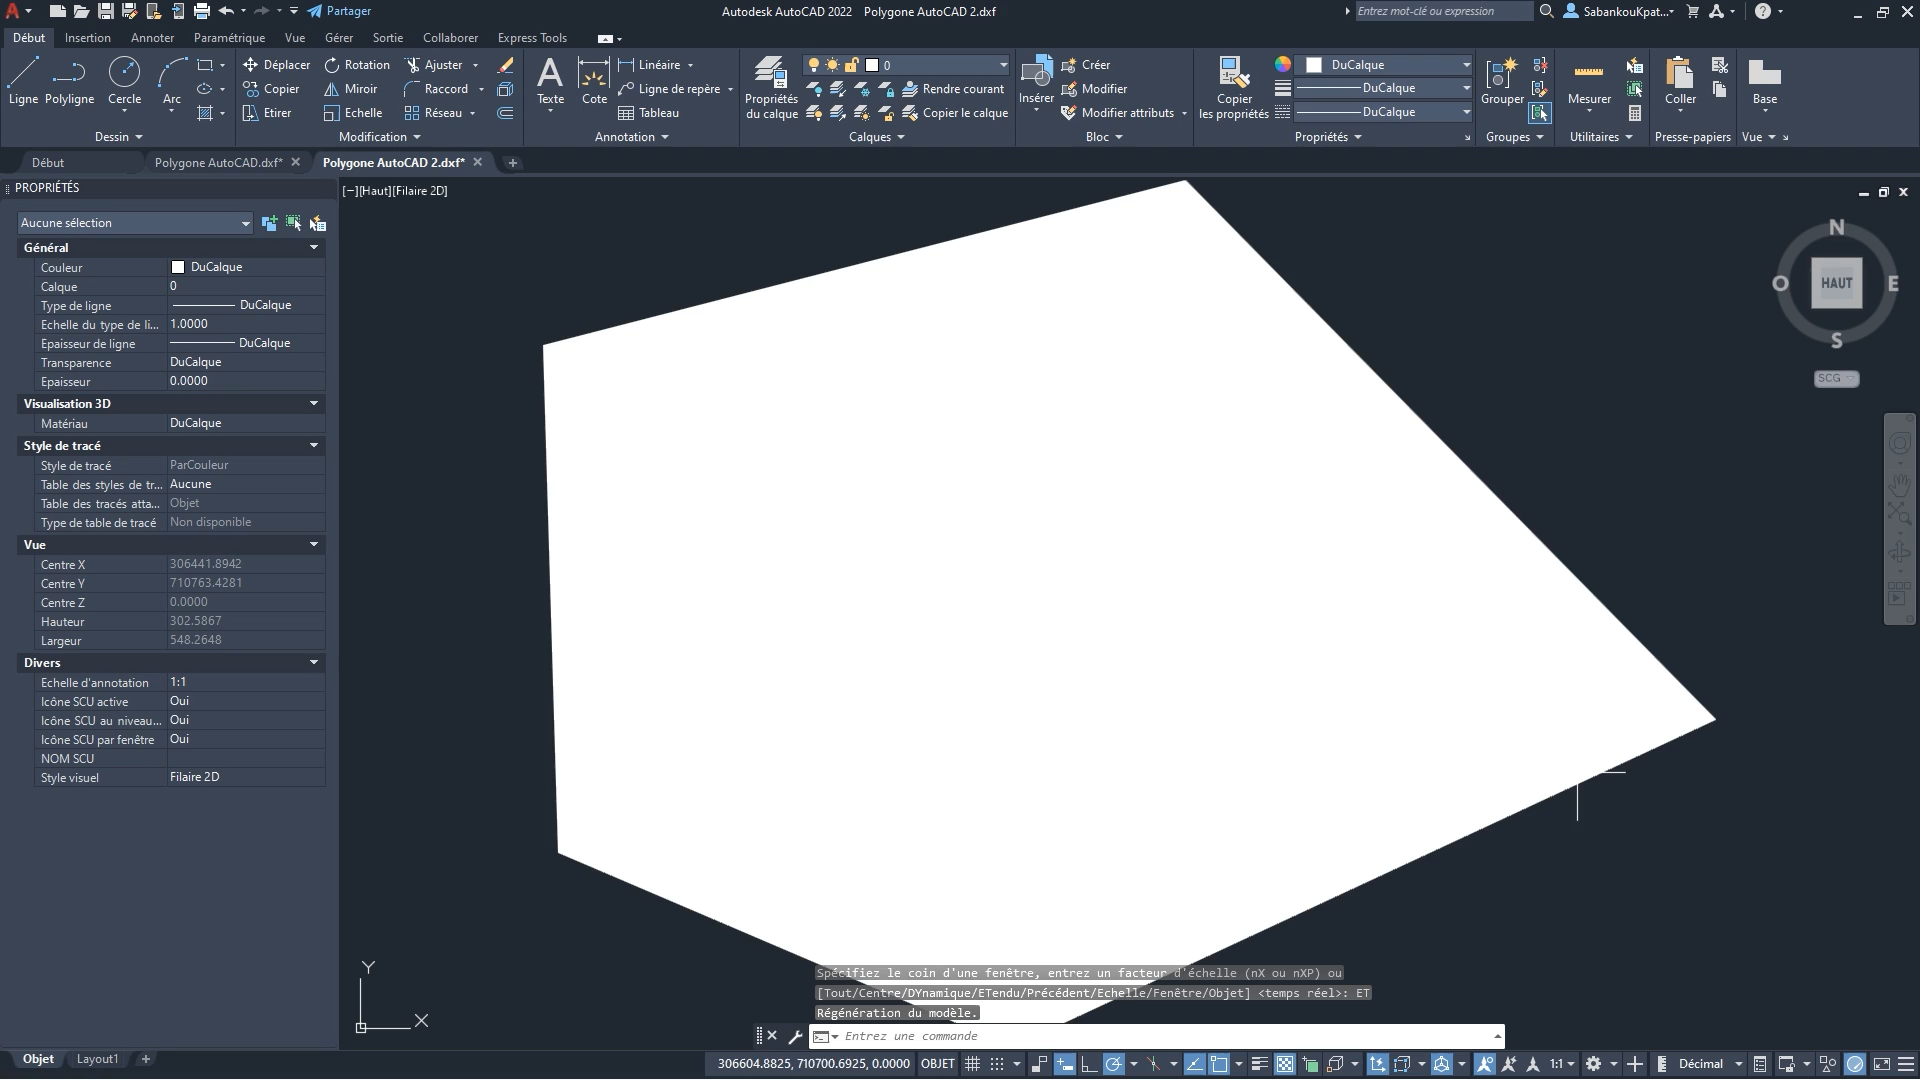 Partager
Autodesk AutoCAD 2022 Polygone AutoCAD 2.dxf
Entrez mot-clé ou expression
SabankouKpat...
Début Insertion Annoter Paramétrique Vue Gérer Sortie Collaborer Express Tools
Ligne Polyligne Cercle Arc
Dessin
Déplacer Rotation Ajuster
Copier Miroir Raccord
Etirer Echelle Réseau
Modification
Texte Cote
Linéaire
Ligne de repère
Tableau
Annotation
Propriétés du calque
0
Rendre courant
Copier le calque
Calques
Insérer
Créer
Modifier
Modifier attributs
Bloc
Copier les propriétés
DuCalque
DuCalque
DuCalque
Propriétés
Grouper
Groupes
Mesurer
Utilitaires
Coller
Presse-papiers
Base
Vue
Début Polygone AutoCAD.dxf* Polygone AutoCAD 2.dxf*
PROPRIÉTÉS
Aucune sélection
Général
Couleur DuCalque
Calque 0
Type de ligne DuCalque
Echelle du type de li... 1.0000
Epaisseur de ligne DuCalque
Transparence DuCalque
Epaisseur 0.0000
Visualisation 3D
Matériau DuCalque
Style de tracé
Style de tracé ParCouleur
Table des styles de tr... Aucune
Table des tracés atta... Objet
Type de table de tracé Non disponible
Vue
Centre X 306441.8942
Centre Y 710763.4281
Centre Z 0.0000
Hauteur 302.5867
Largeur 548.2648
Divers
Echelle d'annotation 1:1
Icône SCU active Oui
Icône SCU au niveau... Oui
Icône SCU par fenêtre Oui
NOM SCU
Style visuel Filaire 2D
[−][Haut][Filaire 2D]
N
O HAUT E
S
SCG
Y
X
Spécifiez le coin d'une fenêtre, entrez un facteur d'échelle (nX ou nXP) ou
[Tout/Centre/DYnamique/ETendu/Précédent/Echelle/Fenêtre/Objet] <temps réel>: ET
Régénération du modèle.
Entrez une commande
Objet Layout1 +
306604.8825, 710700.6925, 0.0000 OBJET 1:1 Décimal